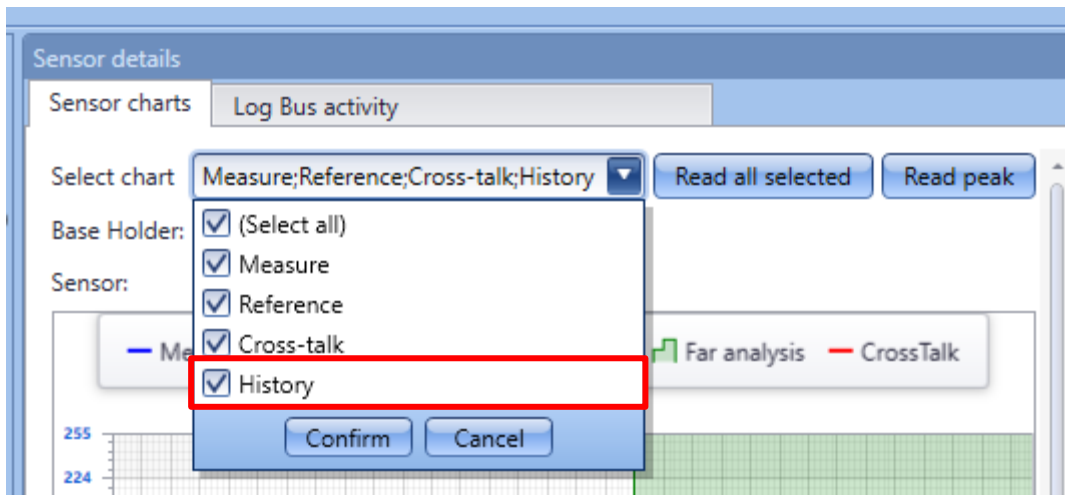 Sensor details
Sensor charts Log Bus activity
Select chart Measure;Reference;Cross-talk;History Read all selected Read peak
Base Holder: (Select all)
Measure
Sensor:
Reference
Cross-talk
Far analysis CrossTalk
History
Confirm Cancel
255
224